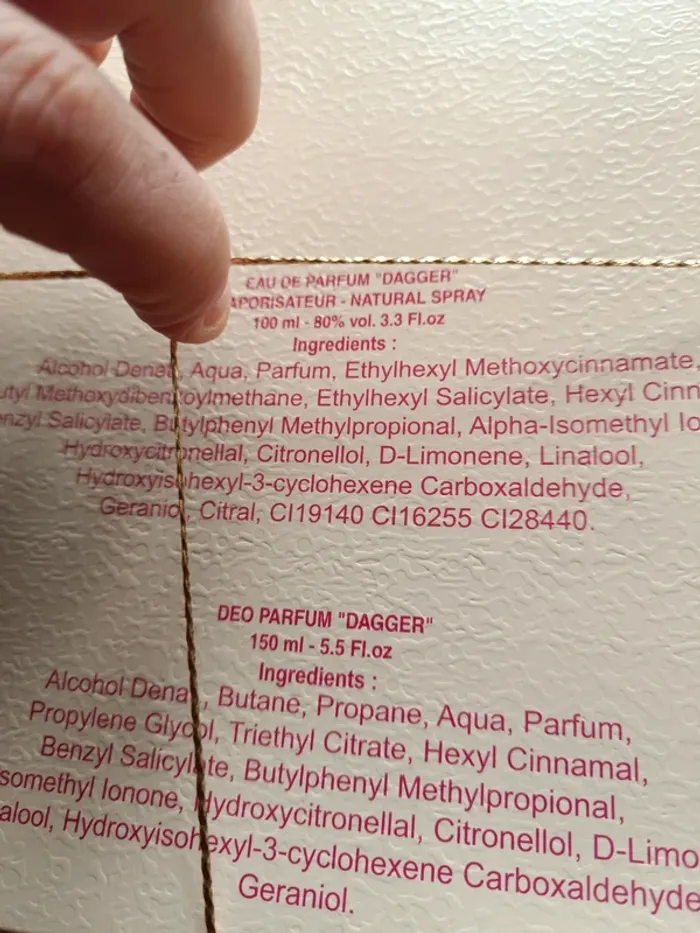 EAU DE PARFUM "DAGGER"
APORISATEUR - NATURAL SPRAY
100 ml - 80% vol. 3.3 Fl.oz
Ingredients :
Alcohol Denat, Aqua, Parfum, Ethylhexyl Methoxycinnamate,
utyl Methoxydibenzoylmethane, Ethylhexyl Salicylate, Hexyl Cinn
enzyl Salicylate, Butylphenyl Methylpropional, Alpha-Isomethyl Io
Hydroxycitronellal, Citronellol, D-Limonene, Linalool,
Hydroxyisohexyl-3-cyclohexene Carboxaldehyde,
Geraniol, Citral, CI19140 CI16255 CI28440.
DEO PARFUM "DAGGER"
150 ml - 5.5 Fl.oz
Ingredients :
Alcohol Denat, Butane, Propane, Aqua, Parfum,
Propylene Glycol, Triethyl Citrate, Hexyl Cinnamal,
Benzyl Salicylate, Butylphenyl Methylpropional,
somethyl Ionone, Hydroxycitronellal, Citronellol, D-Limo
alool, Hydroxyisohexyl-3-cyclohexene Carboxaldehyde
Geraniol.